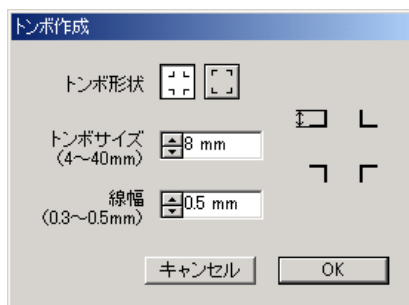 トンボ作成
トンボ形状
トンボサイズ
(4～40mm)
8 mm
線幅
(0.3～0.5mm)
0.5 mm
キャンセル
OK